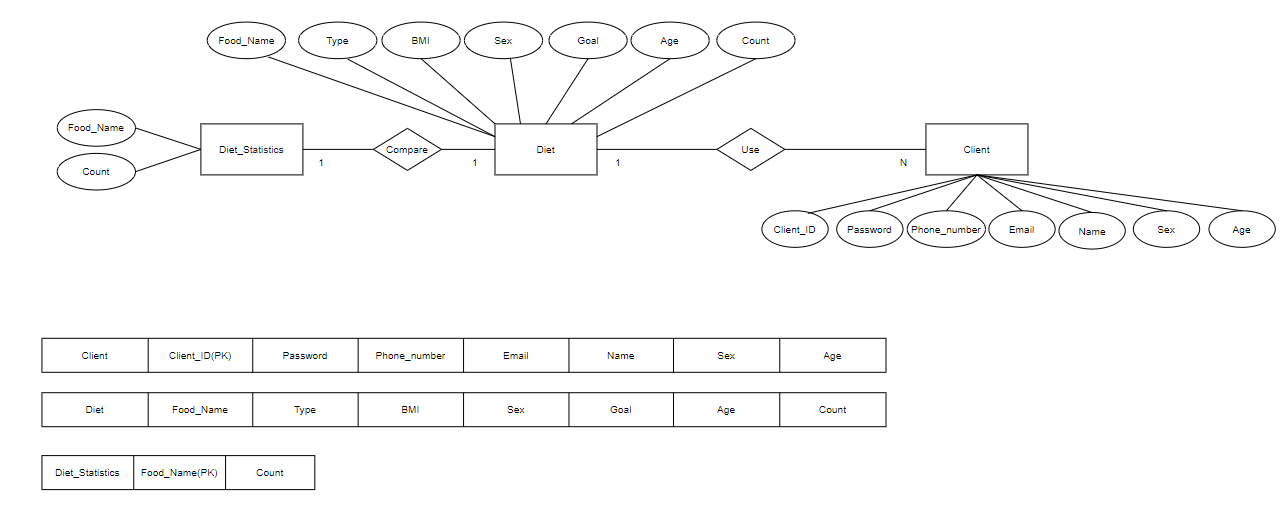 Food_Name Type BMI Sex Goal Age Count
Food_Name
Count
Diet_Statistics 1 Compare 1 Diet 1 Use N Client
Client_ID Password Phone_number Email Name Sex Age
Client Client_ID(PK) Password Phone_number Email Name Sex Age
Diet Food_Name Type BMI Sex Goal Age Count
Diet_Statistics Food_Name(PK) Count